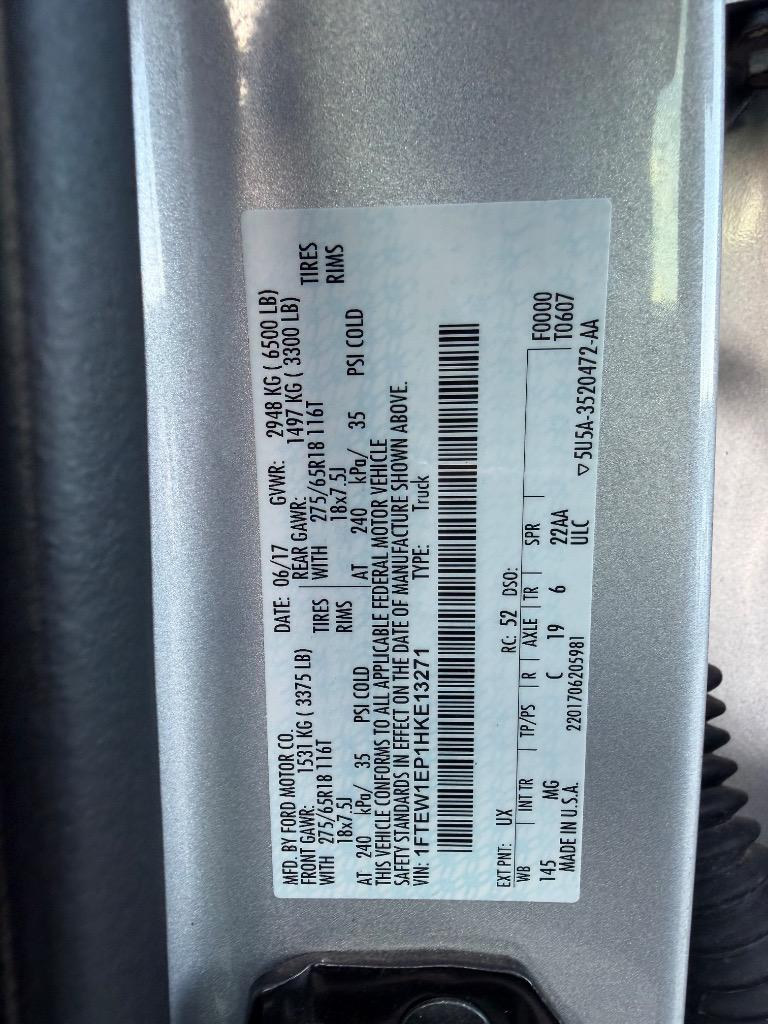 MFD. BY FORD MOTOR CO. DATE: 06/17 GVWR: 2948 KG ( 6500 LB)
FRONT GAWR: 1531 KG ( 3375 LB) REAR GAWR: 1497 KG ( 3300 LB)
WITH 275/65R18 116T TIRES WITH 275/65R18 116T TIRES
18x7.5J RIMS 18x7.5J RIMS
AT 240 kPa/ 35 PSI COLD AT 240 kPa/ 35 PSI COLD
THIS VEHICLE CONFORMS TO ALL APPLICABLE FEDERAL MOTOR VEHICLE
SAFETY STANDARDS IN EFFECT ON THE DATE OF MANUFACTURE SHOWN ABOVE.
VIN: 1FTEW1EP1HKE13271 TYPE: Truck
EXT PNT: UX RC: 52 DSO:
WB INT TR TP/PS R AXLE TR SPR F0000
145 MG C 19 6 22AA T0607
MADE IN U.S.A. 2201706205981 ULC
▽5U5A-3520472-AA